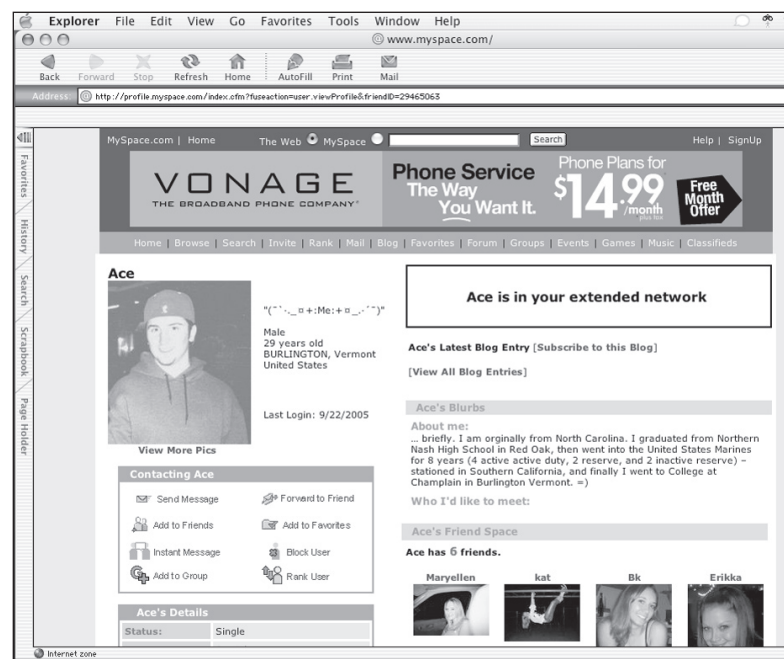 Explorer File Edit View Go Favorites Tools Window Help
www.myspace.com/
Back Forward Stop Refresh Home AutoFill Print Mail
Address: http://profile.myspace.com/index.cfm?fuseaction=user.viewProfile&friendID=29465063
Favorites
History
Search
Scrapbook
Page Holder
MySpace.com | Home The Web MySpace Search Help | SignUp
VONAGE
THE BROADBAND PHONE COMPANY
Phone Service
The Way
You Want It.
Phone Plans for
$14.99
/month
plus tax
Free
Month
Offer
Home | Browse | Search | Invite | Rank | Mail | Blog | Favorites | Forum | Groups | Events | Games | Music | Classifieds
Ace
"(¯`·._¤+:Me:+¤_.·´¯)"
Male
29 years old
BURLINGTON, Vermont
United States
Last Login: 9/22/2005
View More Pics
Contacting Ace
Send Message Forward to Friend
Add to Friends Add to Favorites
Instant Message Block User
Add to Group Rank User
Ace's Details
Status: Single
Ace is in your extended network
Ace's Latest Blog Entry [Subscribe to this Blog]
[View All Blog Entries]
Ace's Blurbs
About me:
... briefly. I am orginally from North Carolina. I graduated from Northern
Nash High School in Red Oak, then went into the United States Marines
for 8 years (4 active active duty, 2 reserve, and 2 inactive reserve) –
stationed in Southern California, and finally I went to College at
Champlain in Burlington Vermont. =)
Who I'd like to meet:
Ace's Friend Space
Ace has 6 friends.
Maryellen kat Bk Erikka
Internet zone